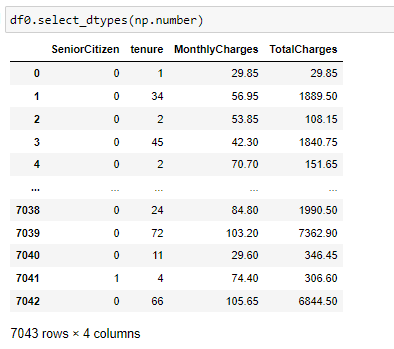 df0.select_dtypes(np.number)
SeniorCitizen tenure MonthlyCharges TotalCharges
0 0 1 29.85 29.85
1 0 34 56.95 1889.50
2 0 2 53.85 108.15
3 0 45 42.30 1840.75
4 0 2 70.70 151.65
... ... ... ... ...
7038 0 24 84.80 1990.50
7039 0 72 103.20 7362.90
7040 0 11 29.60 346.45
7041 1 4 74.40 306.60
7042 0 66 105.65 6844.50
7043 rows × 4 columns